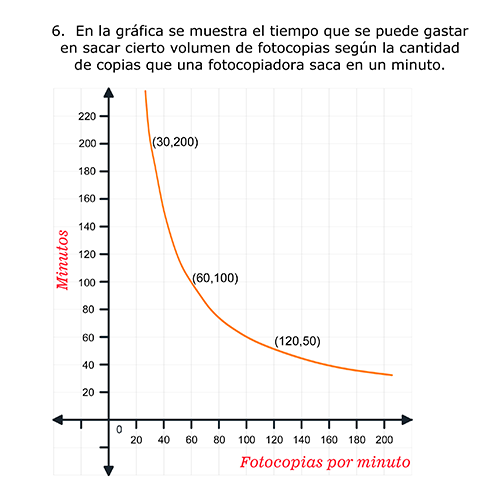 6. En la gráfica se muestra el tiempo que se puede gastar
en sacar cierto volumen de fotocopias según la cantidad
de copias que una fotocopiadora saca en un minuto.
220
200
(30,200)
180
160
140
120
100
(60,100)
80
60
(120,50)
40
20
Minutos
0
20 40 60 80 100 120 140 160 180 200
Fotocopias por minuto